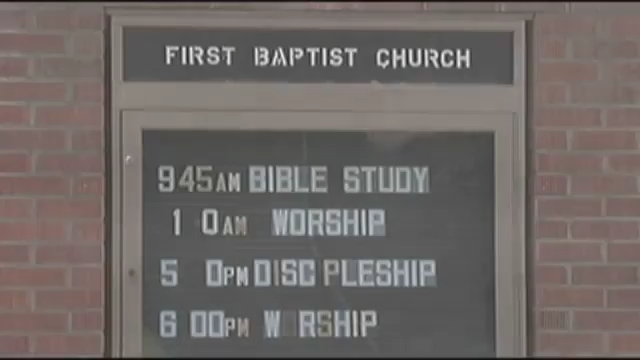 FIRST BAPTIST CHURCH
945AM BIBLE STUDY
1 0AM WORSHIP
5 0PM DISC PLESHIP
6 00PM W RSHIP